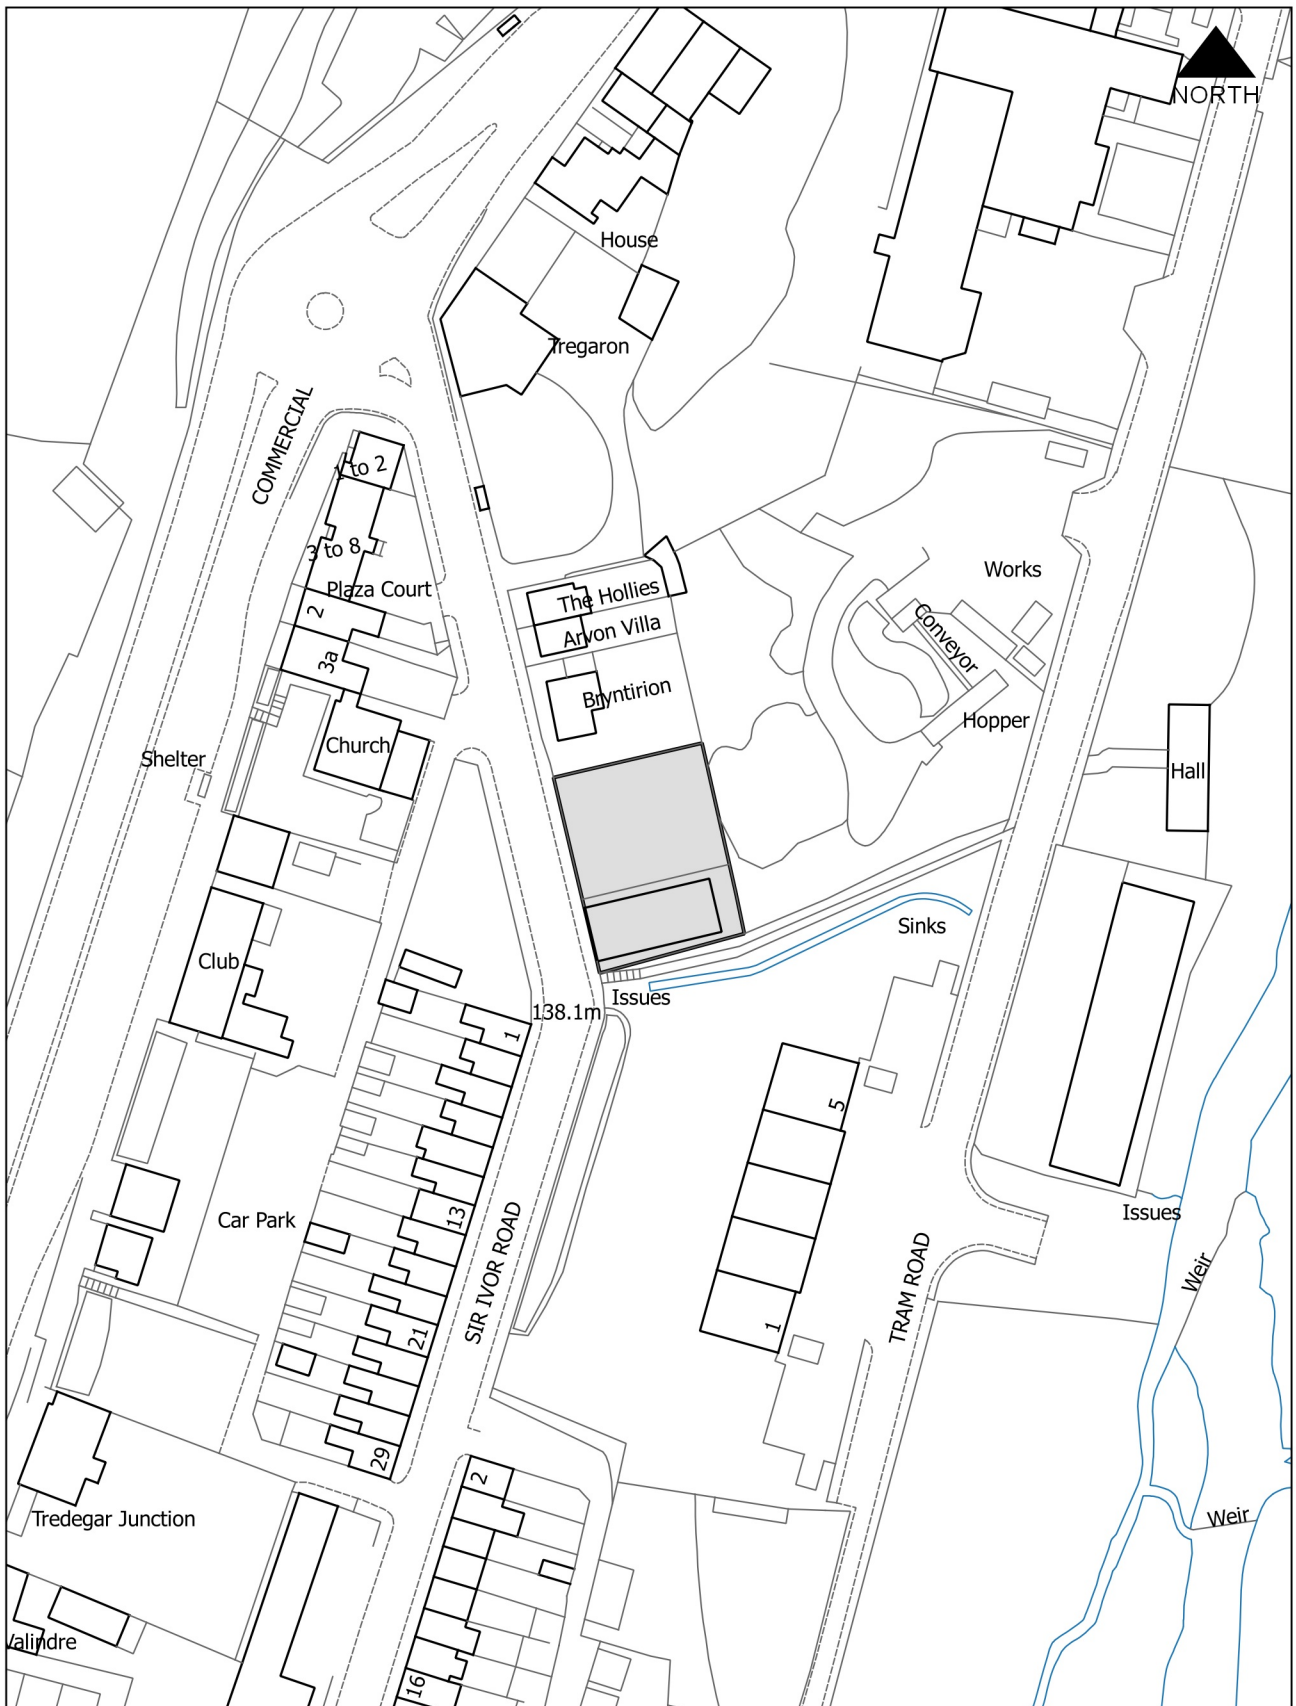 NORTH
House
Tregaron
COMMERCIAL
1 to 2
3 to 8
Plaza Court
2
3a
The Hollies
Arvon Villa
Bryntirion
Works
Conveyor
Hopper
Church
Shelter
Hall
Sinks
Club
Issues
138.1m
1
5
13
Car Park
SIR IVOR ROAD
Issues
Weir
TRAM ROAD
21
1
29
2
Tredegar Junction
Weir
Valindre
16